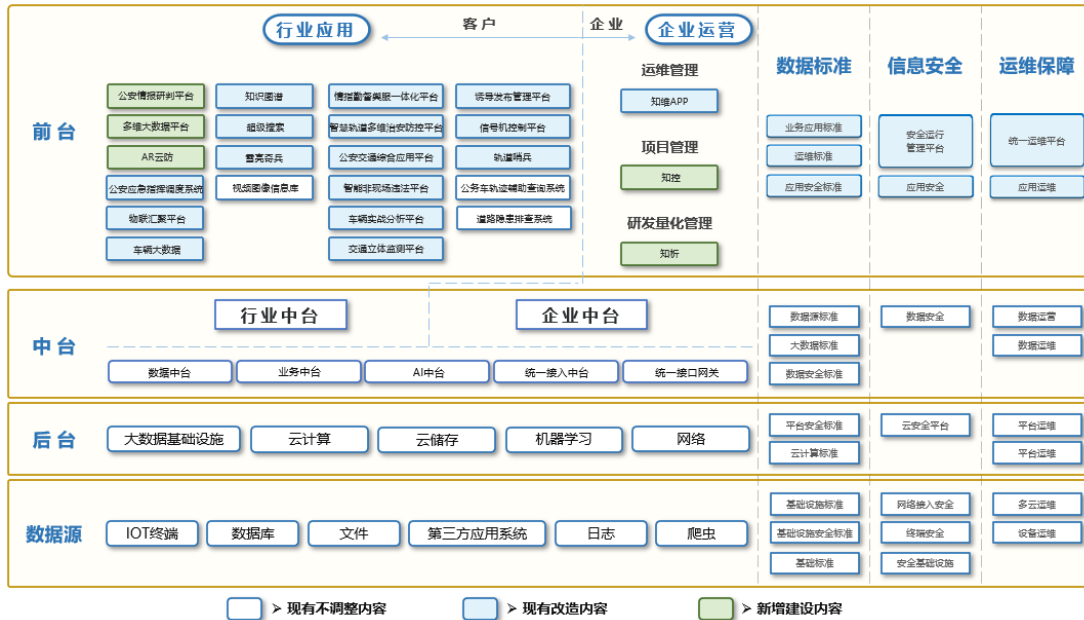 行业应用
客户
企业
企业运营
数据标准
信息安全
运维保障
前台
公安情报研判平台
多维大数据平台
AR云防
公安应急指挥调度系统
物联汇聚平台
车辆大数据
知识图谱
超级搜索
雪亮奇兵
视频图像信息库
情指勤督舆服一体化平台
智慧轨道多维治安防控平台
公安交通综合应用平台
智能非现场违法平台
车辆实战分析平台
交通立体监测平台
诱导发布管理平台
信号机控制平台
轨道哨兵
公务车轨迹辅助查询系统
道路隐患排查系统
运维管理
知维APP
项目管理
知控
研发量化管理
知析
业务应用标准
运维标准
应用安全标准
安全运行
管理平台
应用安全
统一运维平台
应用运维
中台
行业中台
企业中台
数据中台
业务中台
AI中台
统一接入中台
统一接口网关
数据源标准
大数据标准
数据安全标准
数据安全
数据运营
数据运维
后台
大数据基础设施
云计算
云储存
机器学习
网络
平台安全标准
云计算标准
云安全平台
平台运维
平台运维
数据源
IOT终端
数据库
文件
第三方应用系统
日志
爬虫
基础设施标准
基础设施安全标准
基础标准
网络接入安全
终端安全
安全基础设施
多云运维
设备运维
➢ 现有不调整内容
➢ 现有改造内容
➢ 新增建设内容